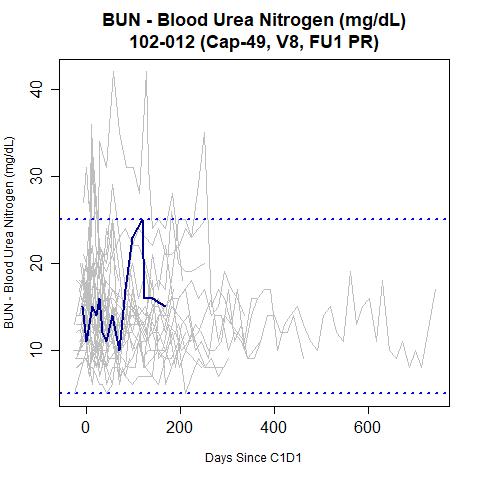 BUN - Blood Urea Nitrogen (mg/dL)
102-012 (Cap-49, V8, FU1 PR)
BUN - Blood Urea Nitrogen (mg/dL)
40
30
20
10
0
200
400
600
Days Since C1D1